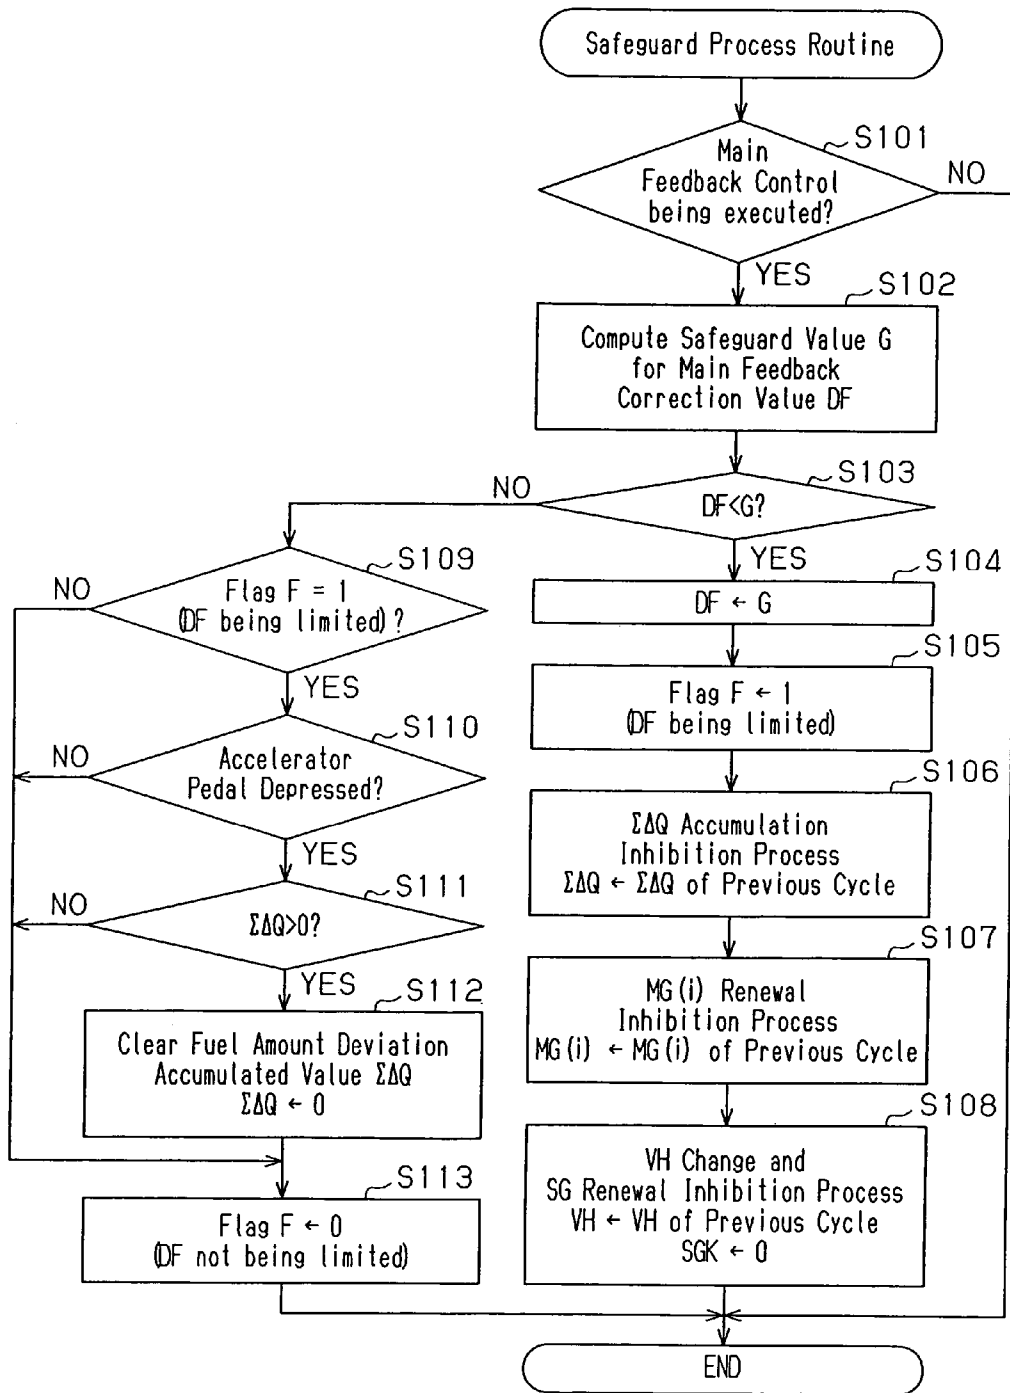 Safeguard Process Routine
S101
Main
Feedback Control
being executed?
NO
YES
S102
Compute Safeguard Value G
for Main Feedback
Correction Value DF
S103
NO
DF<G?
YES
S104
DF ← G
S105
Flag F ← 1
(DF being limited)
S106
ΣΔQ Accumulation
Inhibition Process
ΣΔQ ← ΣΔQ of Previous Cycle
S107
MG(i) Renewal
Inhibition Process
MG(i) ← MG(i) of Previous Cycle
S108
VH Change and
SG Renewal Inhibition Process
VH ← VH of Previous Cycle
SGK ← 0
S109
NO
Flag F = 1
(DF being limited)?
YES
S110
NO
Accelerator
Pedal Depressed?
YES
S111
NO
ΣΔQ>0?
YES
S112
Clear Fuel Amount Deviation
Accumulated Value ΣΔQ
ΣΔQ ← 0
S113
Flag F ← 0
(DF not being limited)
END